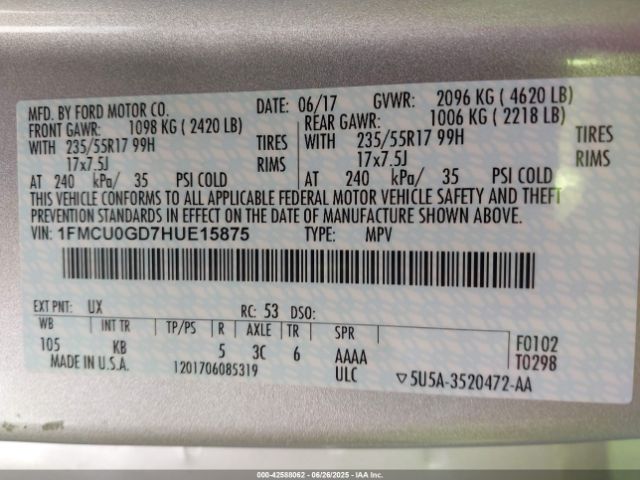 MFD. BY FORD MOTOR CO. DATE: 06/17 GVWR: 2096 KG ( 4620 LB)
FRONT GAWR: 1098 KG ( 2420 LB) REAR GAWR: 1006 KG ( 2218 LB)
WITH 235/55R17 99H TIRES WITH 235/55R17 99H TIRES
17x7.5J RIMS 17x7.5J RIMS
AT 240 kPa/ 35 PSI COLD AT 240 kPa/ 35 PSI COLD
THIS VEHICLE CONFORMS TO ALL APPLICABLE FEDERAL MOTOR VEHICLE SAFETY AND THEFT
PREVENTION STANDARDS IN EFFECT ON THE DATE OF MANUFACTURE SHOWN ABOVE.
VIN: 1FMCU0GD7HUE15875 TYPE: MPV
EXT PNT: UX RC: 53 DSO:
WB INT TR TP/PS R AXLE TR SPR F0102
105 KB 5 3C 6 AAAA T0298
MADE IN U.S.A. 1201706085319 ULC ▽5U5A-3520472-AA
000-42588062 - 06/26/2025 - IAA Inc.